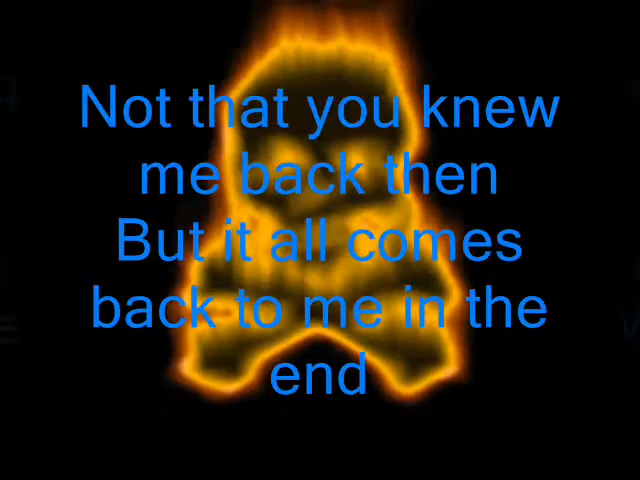 Not that you knew
me back then
But it all comes
back to me in the
end